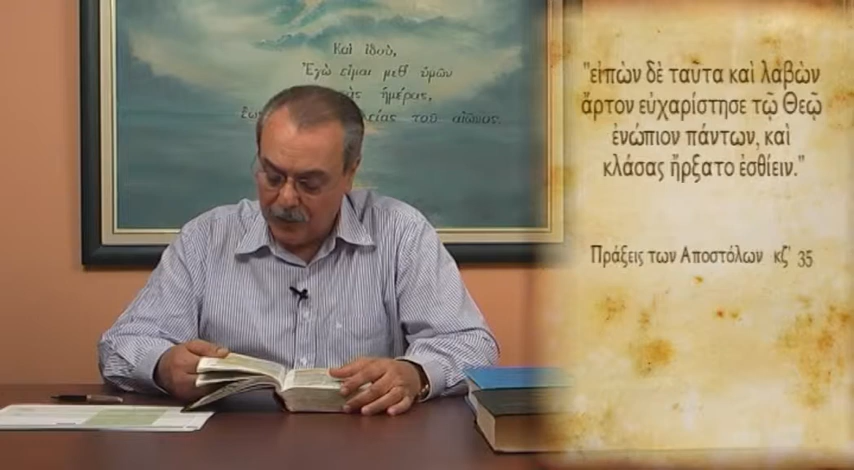 Καὶ ἰδού,
Ἐγώ εἶμαι μεθ' ὑμῶν
ἡμέρας,
τοῦ αἰῶνος.
"εἰπὼν δὲ ταῦτα καὶ λαβὼν
ἄρτον εὐχαρίστησε τῷ Θεῷ
ἐνώπιον πάντων, καὶ
κλάσας ἤρξατο ἐσθίειν."
Πράξεις των Αποστόλων κζ' 35